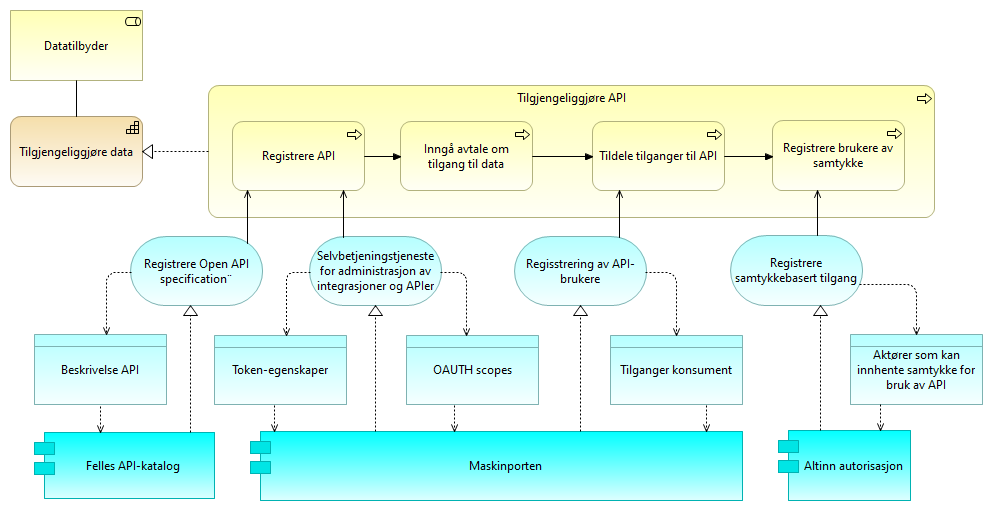 Datatilbyder
Tilgjengeliggjøre data
Tilgjengeliggjøre API
Registrere API
Inngå avtale om
tilgang til data
Tildele tilganger til API
Registrere brukere av
samtykke
Registrere Open API
specification¨
Selvbetjeningstjeneste
for administrasjon av
integrasjoner og APIer
Regisstrering av API-
brukere
Registrere
samtykkebasert tilgang
Beskrivelse API
Token-egenskaper
OAUTH scopes
Tilganger konsument
Aktører som kan
innhente samtykke for
bruk av API
Felles API-katalog
Maskinporten
Altinn autorisasjon